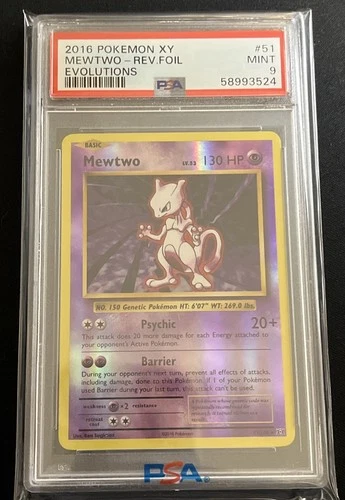 2016 POKEMON XY #51
MEWTWO - REV.FOIL MINT
EVOLUTIONS PSA 9
58993524
BASIC
Mewtwo LV.53 130 HP
NO. 150 Genetic Pokémon HT: 6'07" WT: 269.0 lbs.
Psychic 20+
This attack does 20 more damage for each Energy attached to
your opponent's Active Pokémon.
Barrier
During your opponent's next turn, prevent all effects of attacks,
including damage, done to this Pokémon. If 1 of your Pokémon
used Barrier during your last turn, this attack can't be used.
weakness ×2 resistance
retreat
cost
PSA